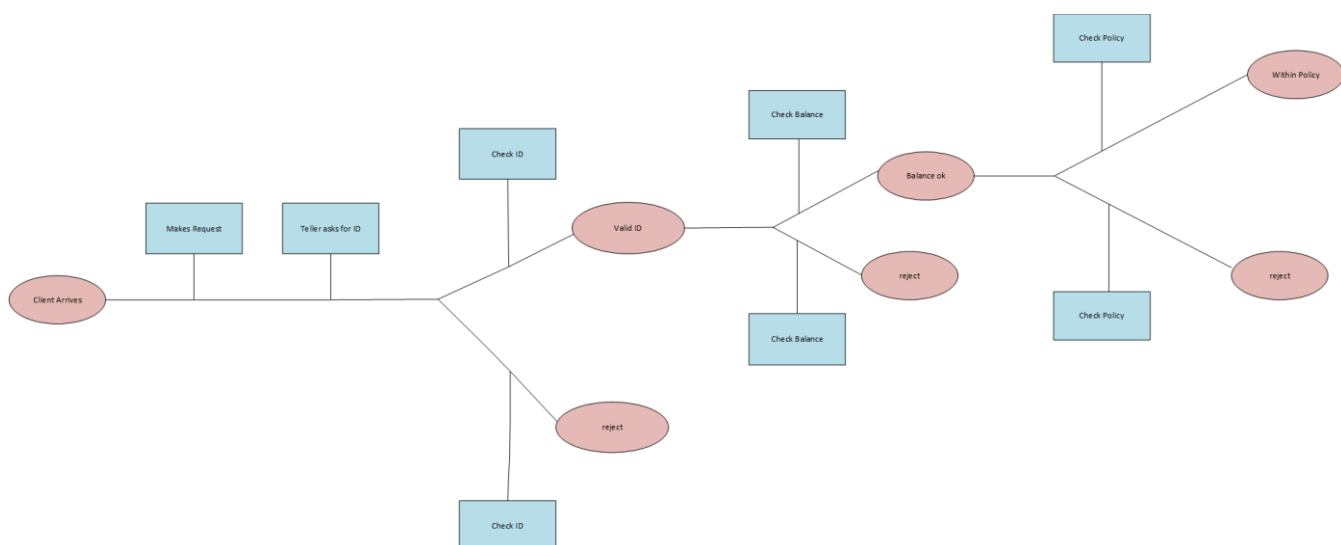 Check Policy
Within Policy
Check Balance
Check ID
Balance ok
Makes Request
Teller asks for ID
Valid ID
reject
reject
Client Arrives
Check Policy
Check Balance
reject
Check ID